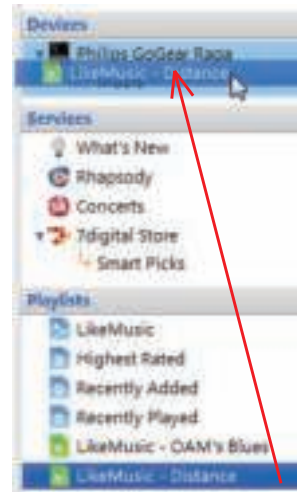 Devices
Philips GoGear Raga
LikeMusic - Distance
Services
What's New
Rhapsody
Concerts
7digital Store
Smart Picks
Playlists
LikeMusic
Highest Rated
Recently Added
Recently Played
LikeMusic - OAM's Blues
LikeMusic - Distance